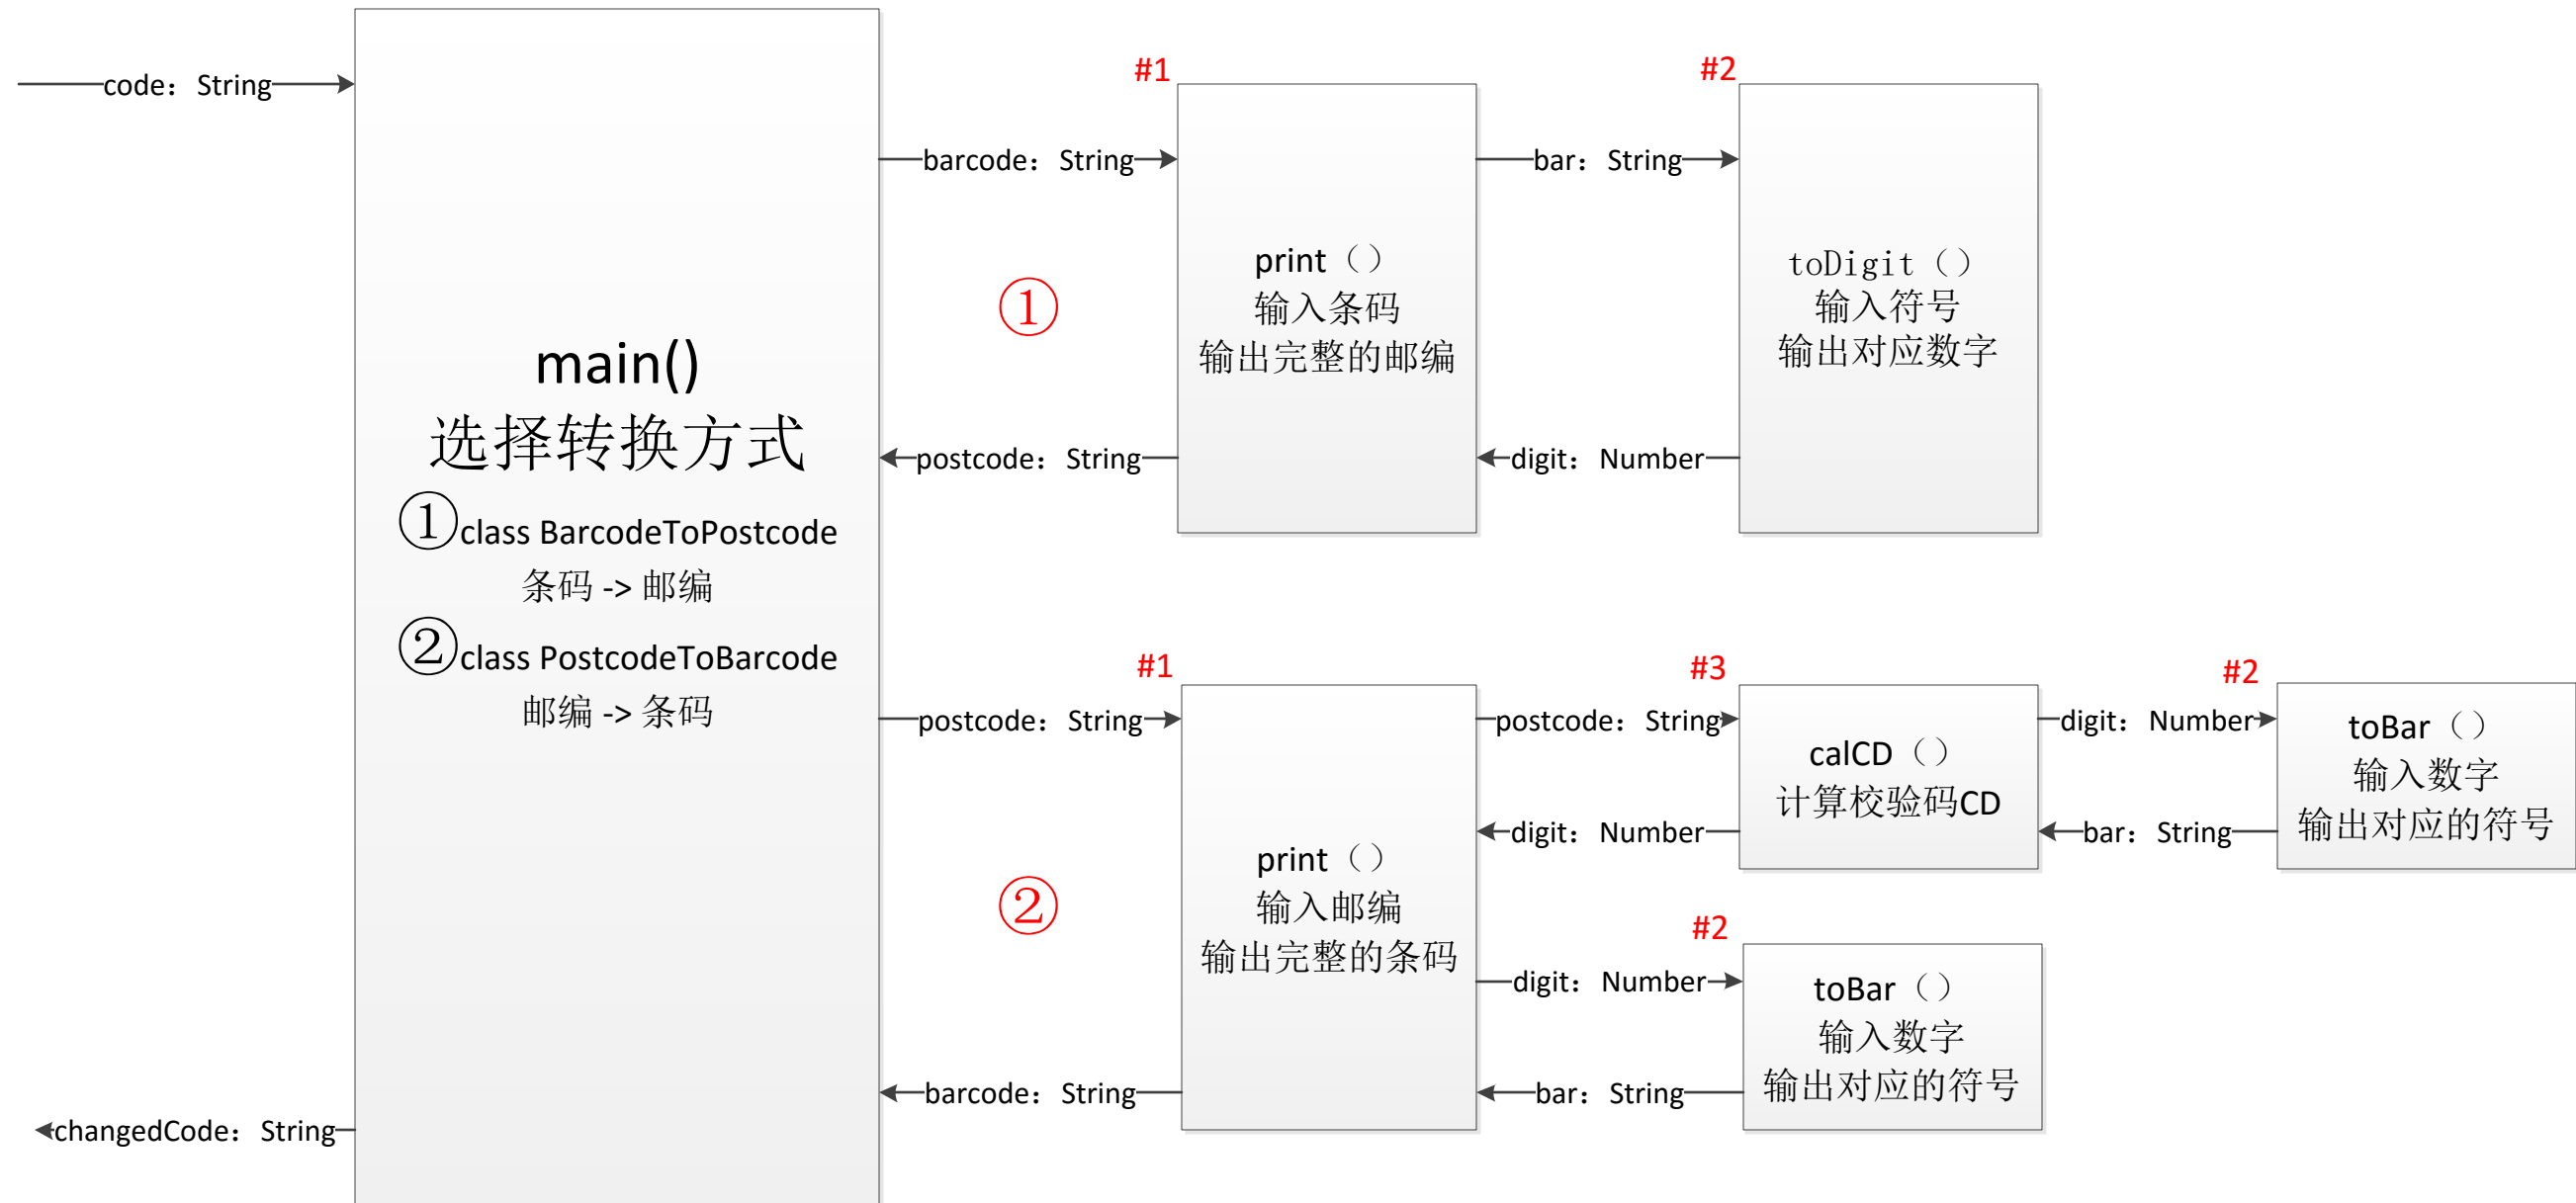 code：String
main()
选择转换方式
①class BarcodeToPostcode
条码 -> 邮编
②class PostcodeToBarcode
邮编 -> 条码
changedCode：String
①
barcode：String
postcode：String
#1
print（）
输入条码
输出完整的邮编
bar：String
digit：Number
#2
toDigit（）
输入符号
输出对应数字
②
postcode：String
barcode：String
#1
print（）
输入邮编
输出完整的条码
postcode：String
digit：Number
#3
calCD（）
计算校验码CD
digit：Number
bar：String
#2
toBar（）
输入数字
输出对应的符号
digit：Number
bar：String
#2
toBar（）
输入数字
输出对应的符号